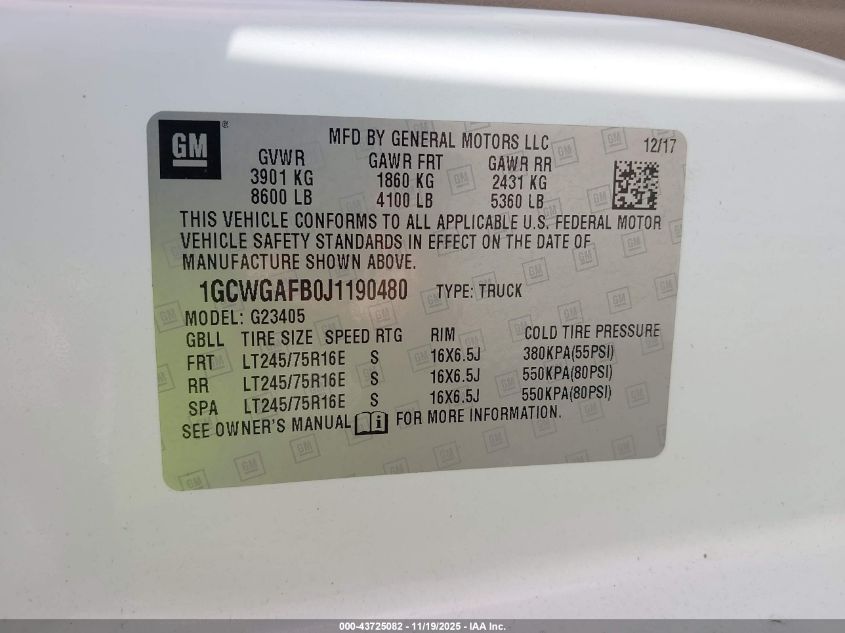 GM ®
MFD BY GENERAL MOTORS LLC 12/17
GVWR GAWR FRT GAWR RR
3901 KG 1860 KG 2431 KG
8600 LB 4100 LB 5360 LB
THIS VEHICLE CONFORMS TO ALL APPLICABLE U.S. FEDERAL MOTOR
VEHICLE SAFETY STANDARDS IN EFFECT ON THE DATE OF
MANUFACTURE SHOWN ABOVE.
1GCWGAFB0J1190480 TYPE: TRUCK
MODEL: G23405
GBLL TIRE SIZE SPEED RTG RIM COLD TIRE PRESSURE
FRT LT245/75R16E S 16X6.5J 380KPA(55PSI)
RR LT245/75R16E S 16X6.5J 550KPA(80PSI)
SPA LT245/75R16E S 16X6.5J 550KPA(80PSI)
SEE OWNER'S MANUAL i FOR MORE INFORMATION.
000-43725082 - 11/19/2025 - IAA Inc.